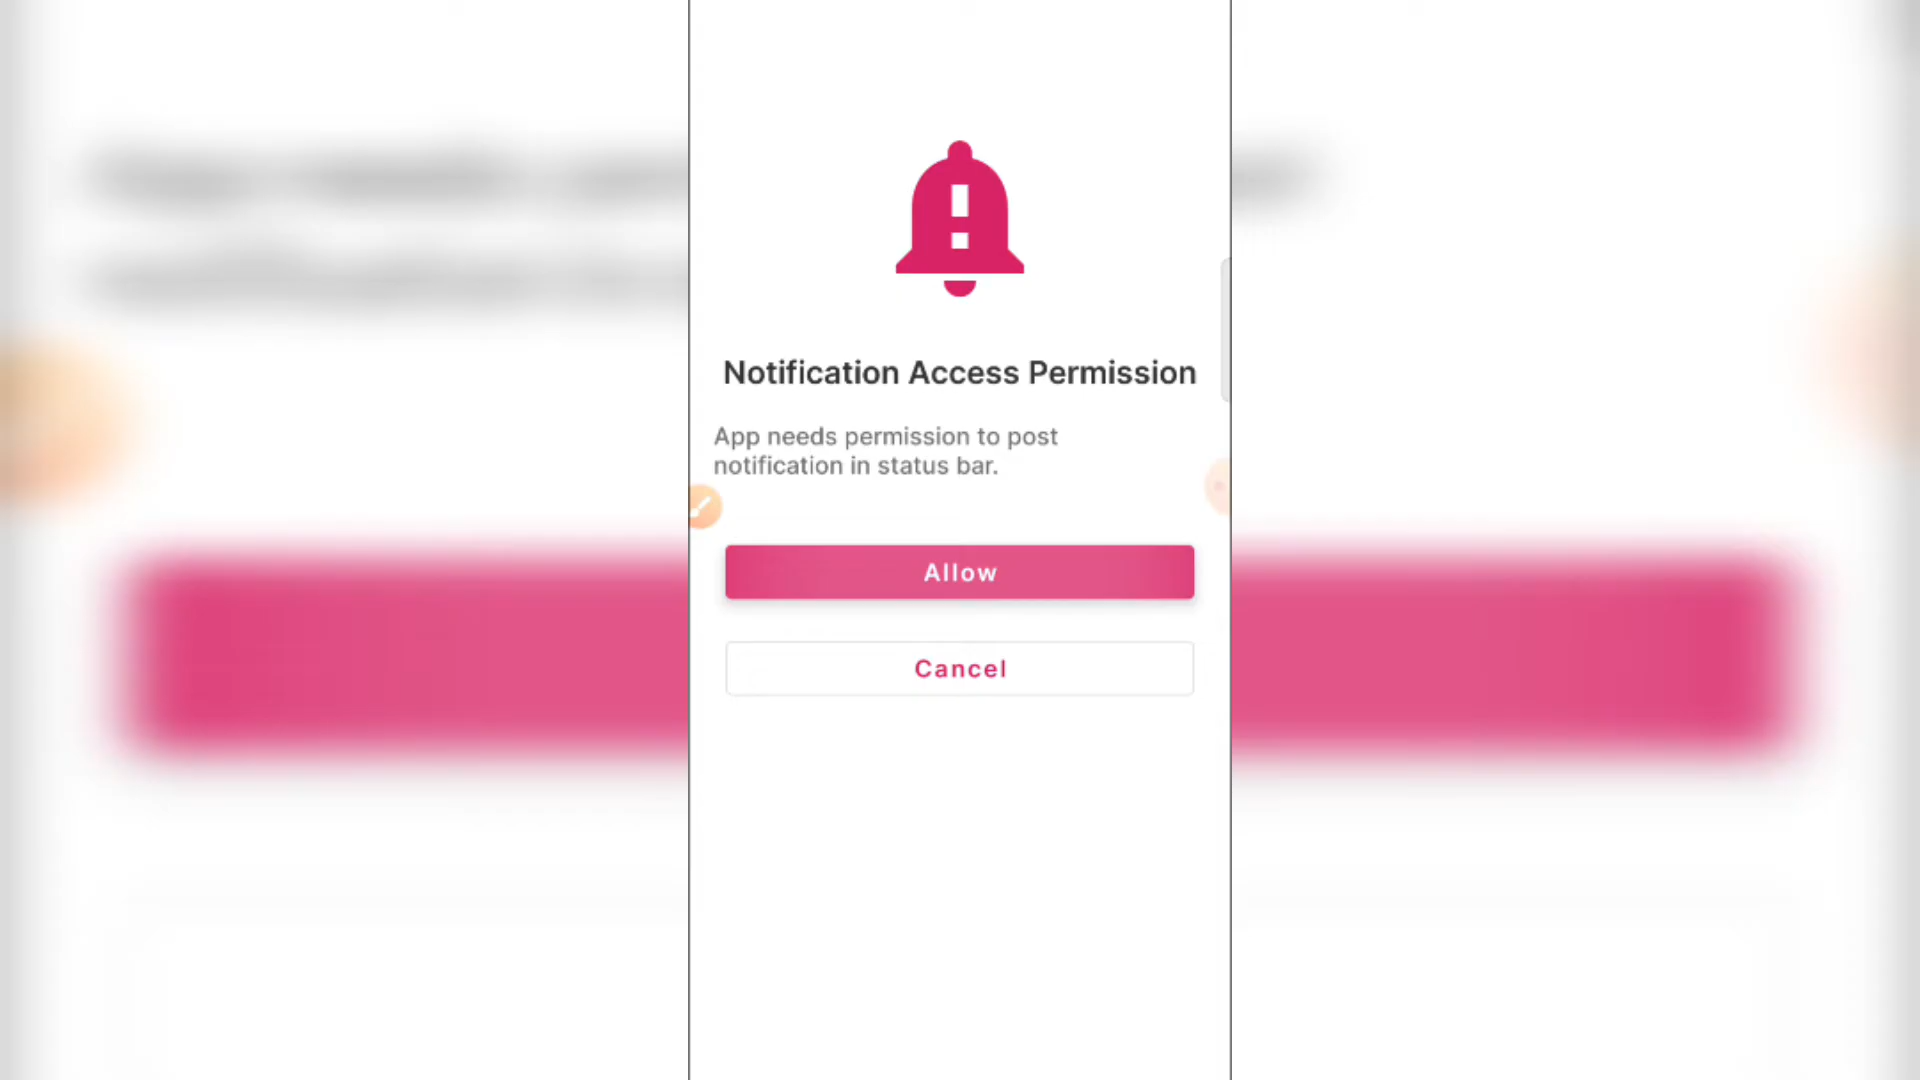 Notification Access Permission
App needs permission to post
notification in status bar.
Allow
Cancel